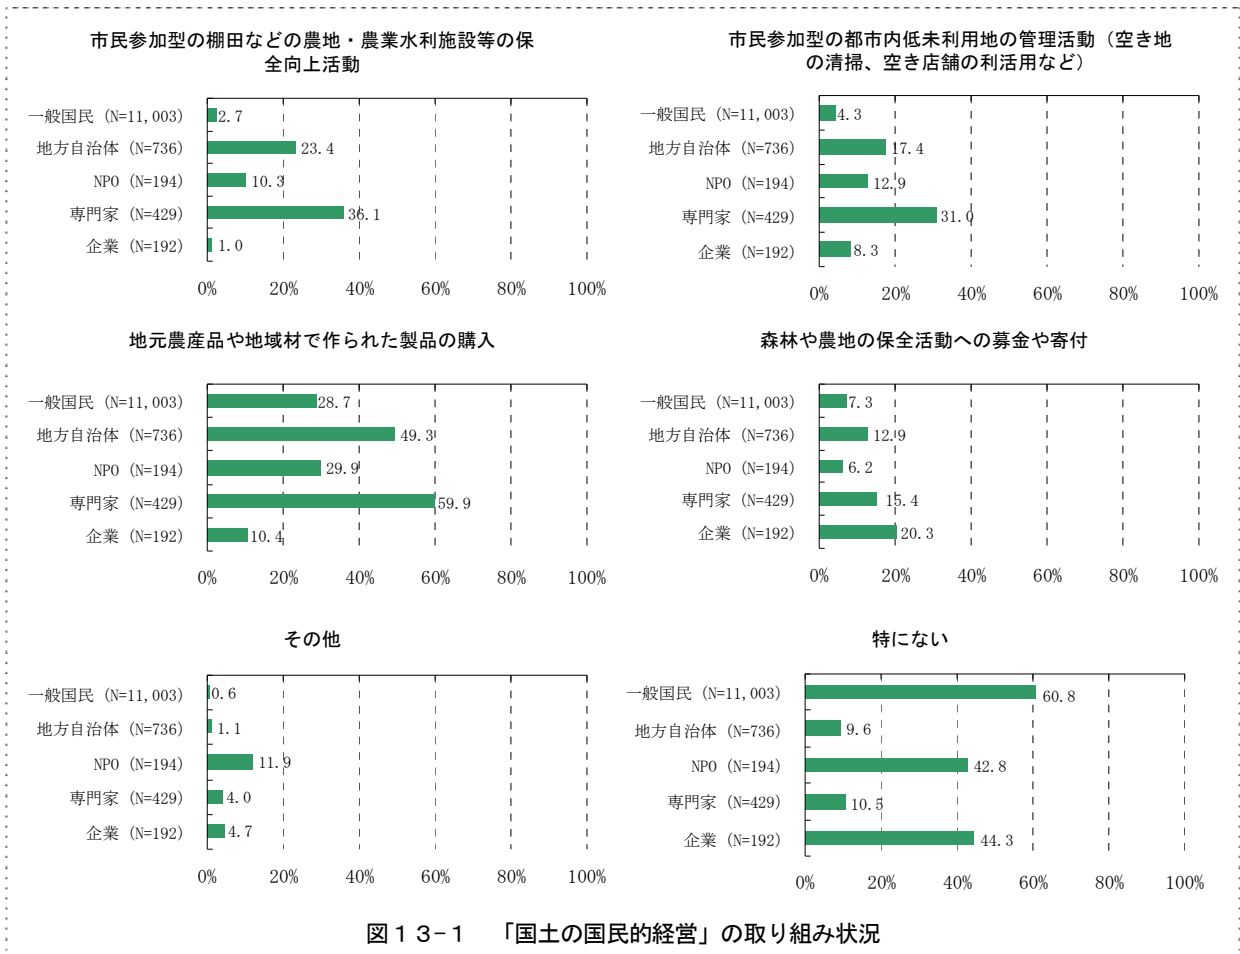 市民参加型の棚田などの農地・農業水利施設等の保
全向上活動
一般国民 (N=11,003) 2.7
地方自治体 (N=736) 23.4
NPO (N=194) 10.3
専門家 (N=429) 36.1
企業 (N=192) 1.0
0% 20% 40% 60% 80% 100%
市民参加型の都市内低未利用地の管理活動（空き地
の清掃、空き店舗の利活用など）
一般国民 (N=11,003) 4.3
地方自治体 (N=736) 17.4
NPO (N=194) 12.9
専門家 (N=429) 31.0
企業 (N=192) 8.3
0% 20% 40% 60% 80% 100%
地元農産品や地域材で作られた製品の購入
一般国民 (N=11,003) 28.7
地方自治体 (N=736) 49.3
NPO (N=194) 29.9
専門家 (N=429) 59.9
企業 (N=192) 10.4
0% 20% 40% 60% 80% 100%
森林や農地の保全活動への募金や寄付
一般国民 (N=11,003) 7.3
地方自治体 (N=736) 12.9
NPO (N=194) 6.2
専門家 (N=429) 15.4
企業 (N=192) 20.3
0% 20% 40% 60% 80% 100%
その他
一般国民 (N=11,003) 0.6
地方自治体 (N=736) 1.1
NPO (N=194) 11.9
専門家 (N=429) 4.0
企業 (N=192) 4.7
0% 20% 40% 60% 80% 100%
特にない
一般国民 (N=11,003) 60.8
地方自治体 (N=736) 9.6
NPO (N=194) 42.8
専門家 (N=429) 10.5
企業 (N=192) 44.3
0% 20% 40% 60% 80% 100%
図１３-１　「国土の国民的経営」の取り組み状況